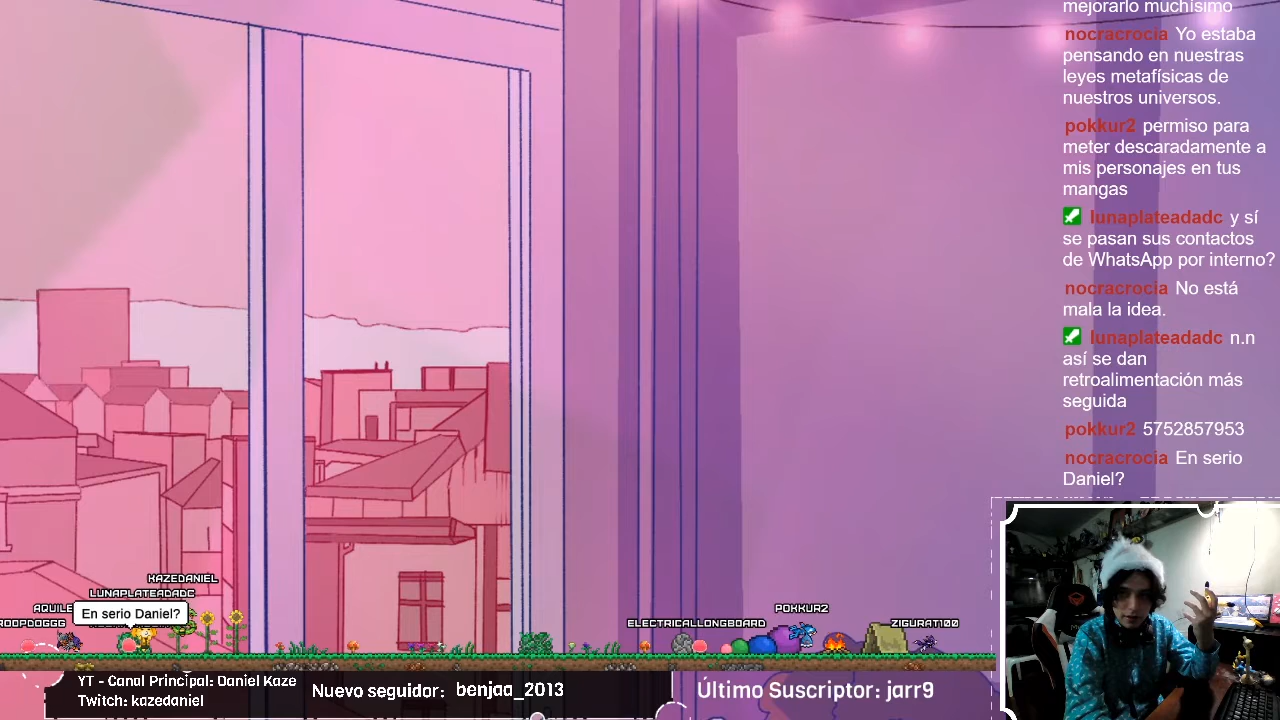 mejorarlo muchísimo
nocracrocia Yo estaba
pensando en nuestras
leyes metafísicas de
nuestros universos.
pokkur2 permiso para
meter descaradamente a
mis personajes en tus
mangas
lunaplateadadc y sí
se pasan sus contactos
de WhatsApp por interno?
nocracrocia No está
mala la idea.
lunaplateadadc n.n
así se dan
retroalimentación más
seguida
pokkur2 5752857953
nocracrocia En serio
Daniel?
KAZEDANIEL
LUNAPLATEADADC
AQUILE
En serio Daniel?
ROOPDOGGG
POKKUR2
ELECTRICALLONGBOARD
ZIGURAT100
YT - Canal Principal: Daniel Kaze
Twitch: kazedaniel
Nuevo seguidor: benjaa_2013
Último Suscriptor: jarr9